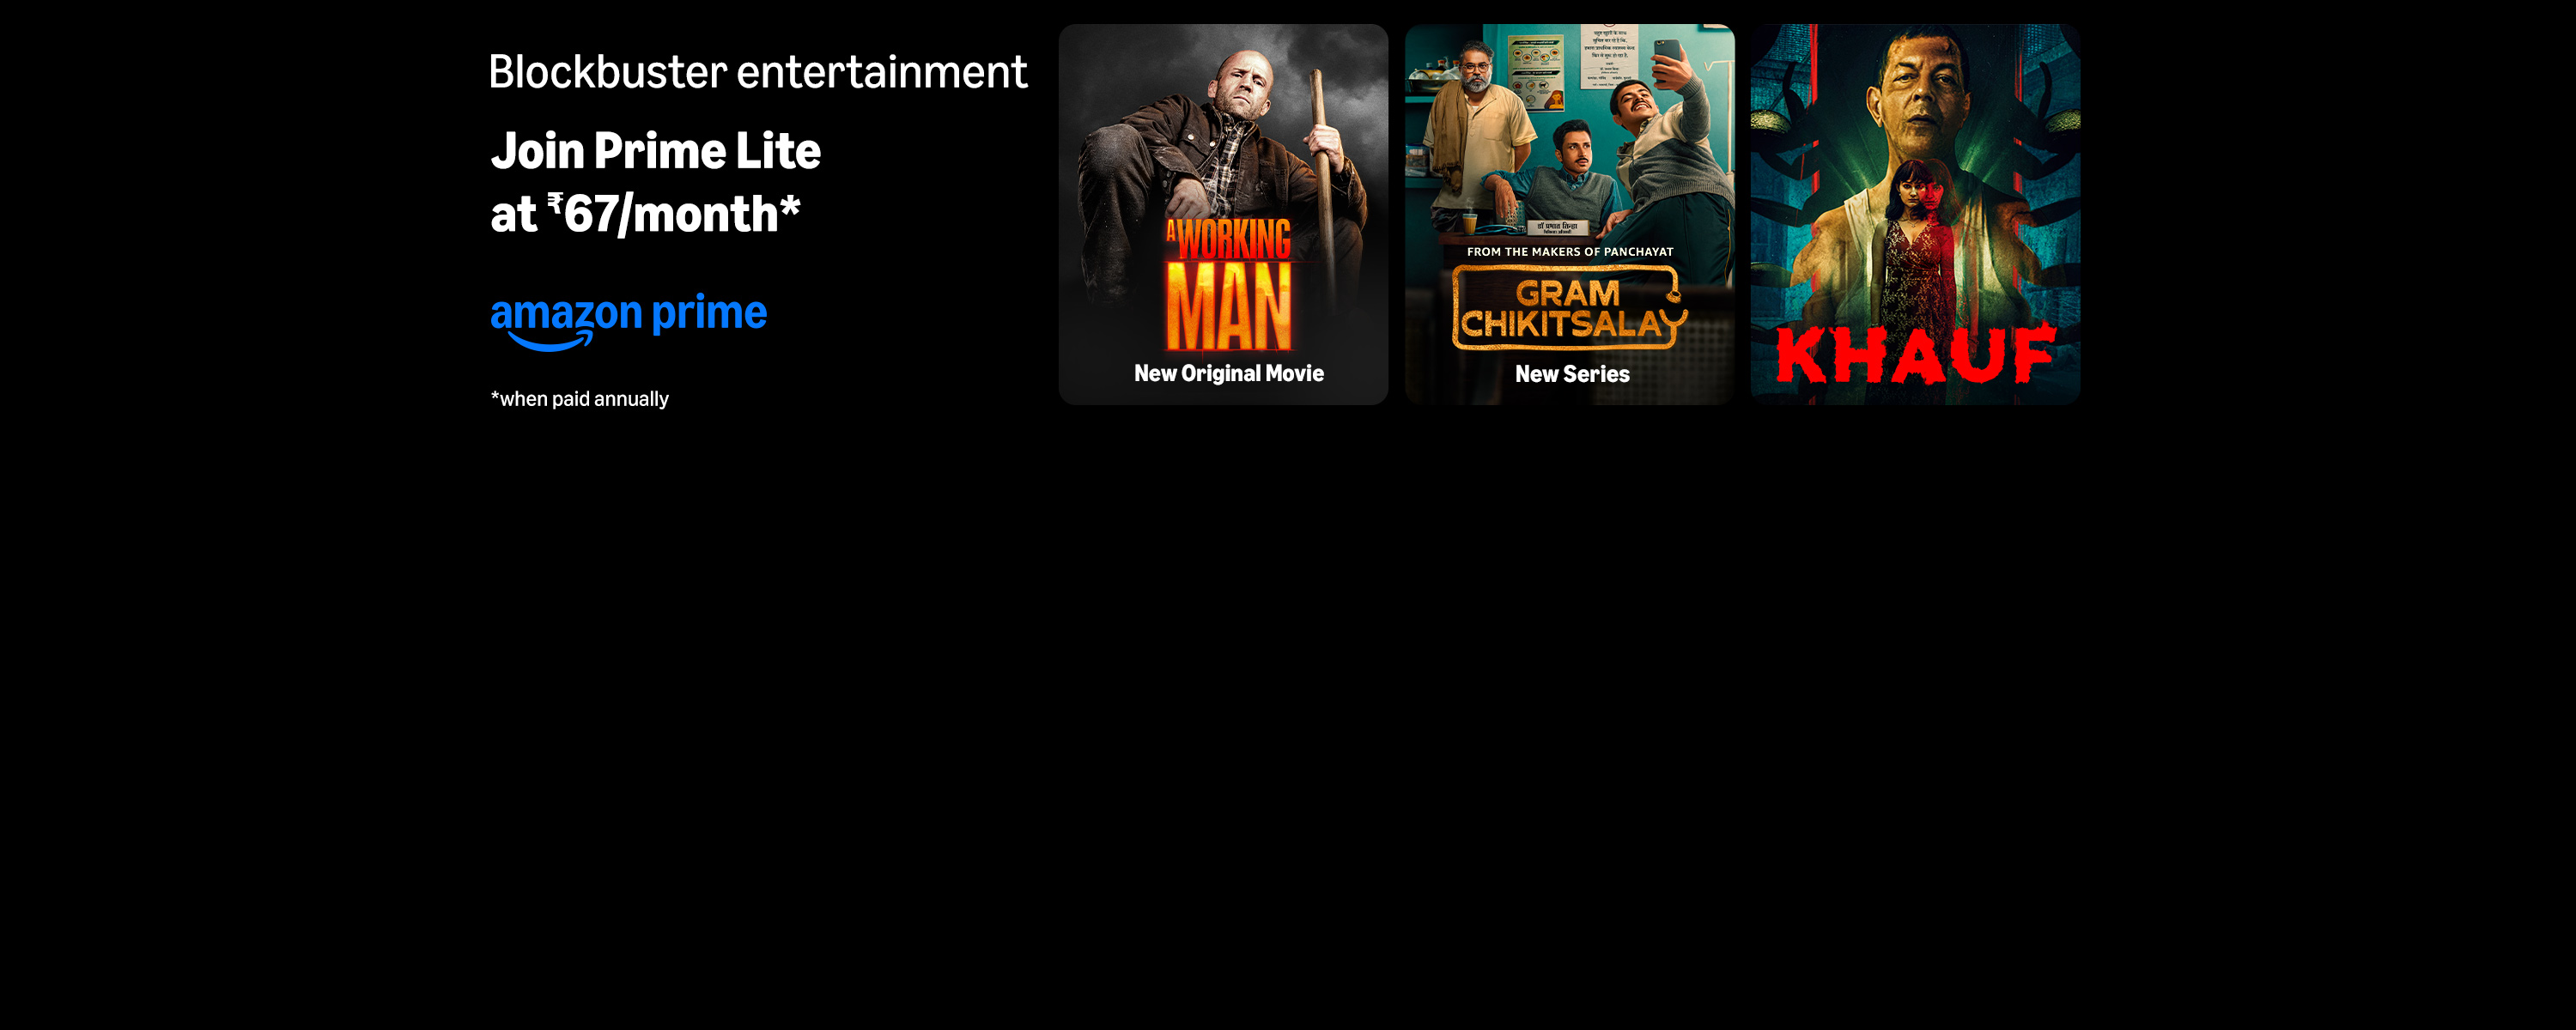 Blockbuster entertainment
Join Prime Lite
at ₹67/month*
amazon prime
*when paid annually
A WORKING
MAN
New Original Movie
डॉ प्रभात सिन्हा
FROM THE MAKERS OF PANCHAYAT
GRAM
CHIKITSALAY
New Series
KHAUF